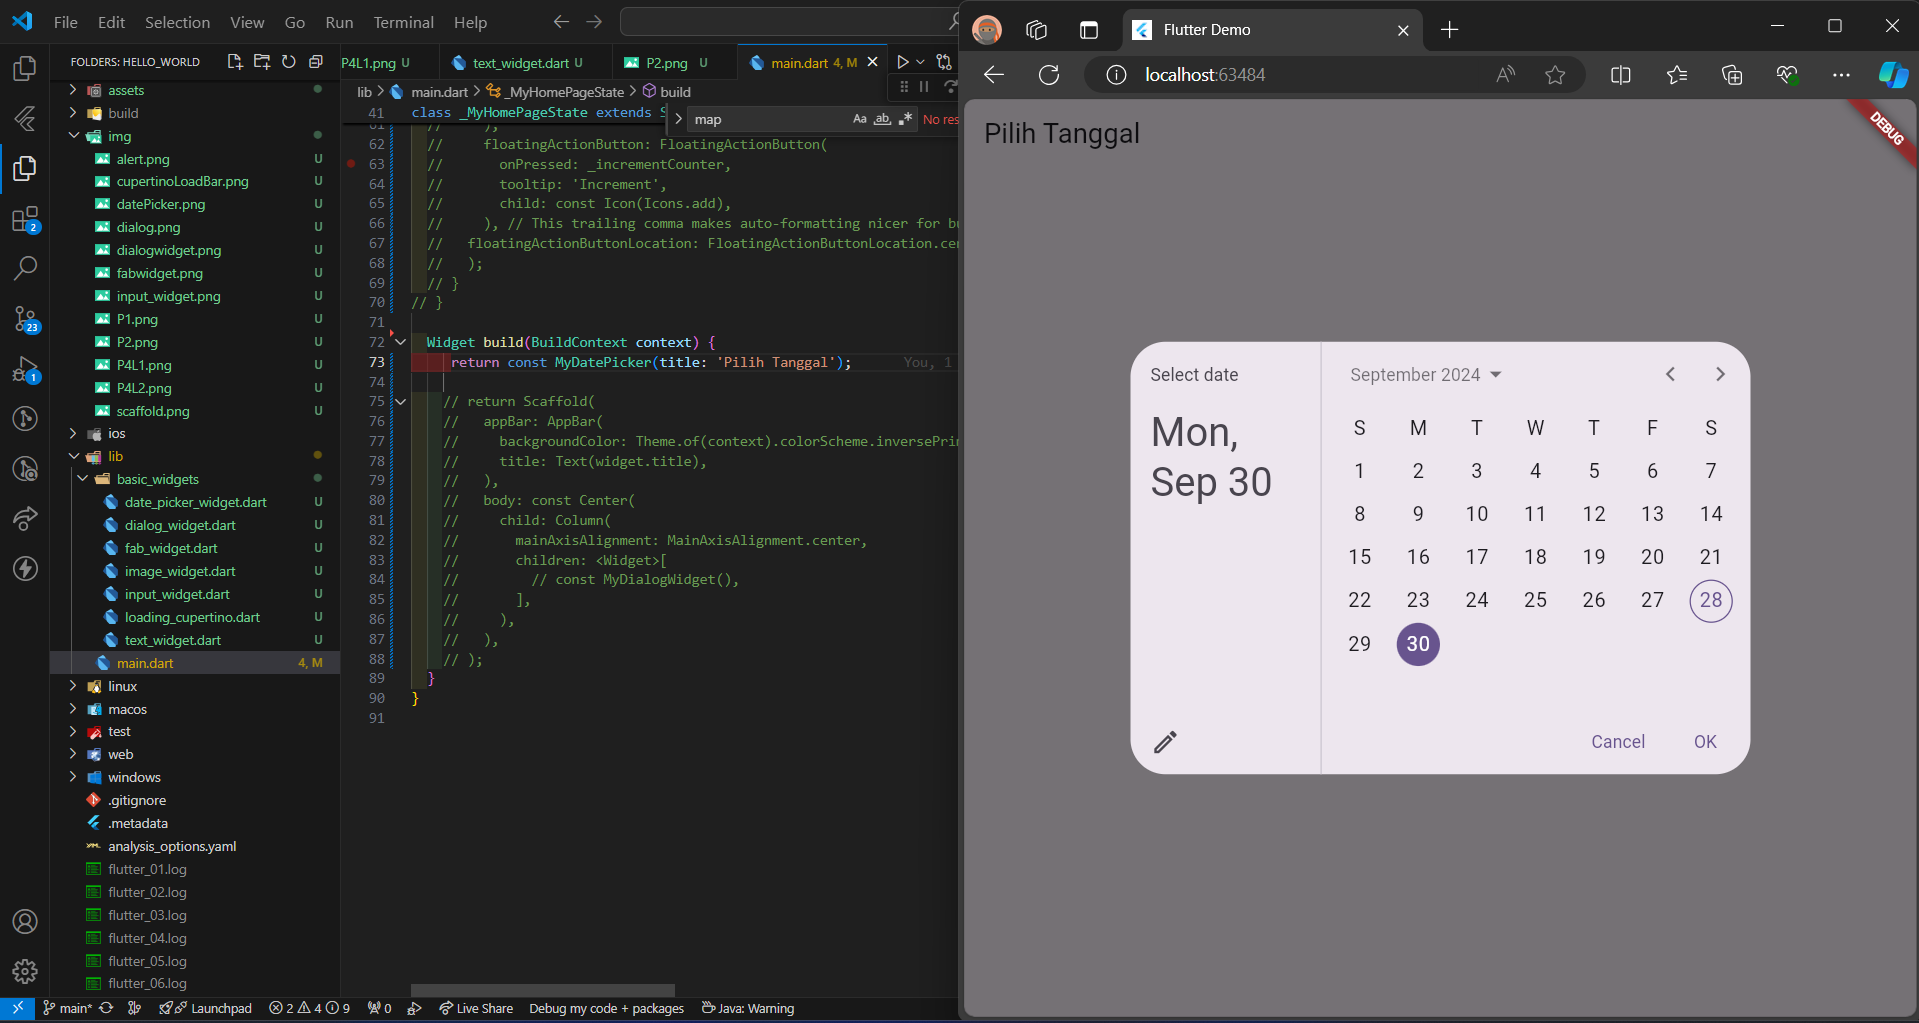 File Edit Selection View Go Run Terminal Help
FOLDERS: HELLO_WORLD
assets
build
img
alert.png U
cupertinoLoadBar.png U
datePicker.png U
dialog.png U
dialogwidget.png U
fabwidget.png U
input_widget.png U
P1.png U
P2.png U
P4L1.png U
P4L2.png U
scaffold.png U
ios
lib
basic_widgets
date_picker_widget.dart U
dialog_widget.dart U
fab_widget.dart U
image_widget.dart U
input_widget.dart U
loading_cupertino.dart U
text_widget.dart U
main.dart 4, M
linux
macos
test
web
windows
.gitignore
.metadata
analysis_options.yaml
flutter_01.log
flutter_02.log
flutter_03.log
flutter_04.log
flutter_05.log
flutter_06.log
2
23
1
P4L1.png U text_widget.dart U P2.png U main.dart 4, M
lib > main.dart > _MyHomePageState > build
41 class _MyHomePageState extends S
map Aa ab No res
61 // ),
62 // floatingActionButton: FloatingActionButton(
63 // onPressed: _incrementCounter,
64 // tooltip: 'Increment',
65 // child: const Icon(Icons.add),
66 // ), // This trailing comma makes auto-formatting nicer for bu
67 // floatingActionButtonLocation: FloatingActionButtonLocation.cen
68 // );
69 // }
70 // }
71
72 Widget build(BuildContext context) {
73 return const MyDatePicker(title: 'Pilih Tanggal'); You, 1
74
75 // return Scaffold(
76 // appBar: AppBar(
77 // backgroundColor: Theme.of(context).colorScheme.inversePrim
78 // title: Text(widget.title),
79 // ),
80 // body: const Center(
81 // child: Column(
82 // mainAxisAlignment: MainAxisAlignment.center,
83 // children: <Widget>[
84 // // const MyDialogWidget(),
85 // ],
86 // ),
87 // ),
88 // );
89 }
90 }
91
main* Launchpad 2 4 9 0 Live Share Debug my code + packages Java: Warning
Flutter Demo
localhost:63484
Pilih Tanggal
DEBUG
Select date
Mon,
Sep 30
September 2024
S M T W T F S
1 2 3 4 5 6 7
8 9 10 11 12 13 14
15 16 17 18 19 20 21
22 23 24 25 26 27 28
29 30
Cancel OK